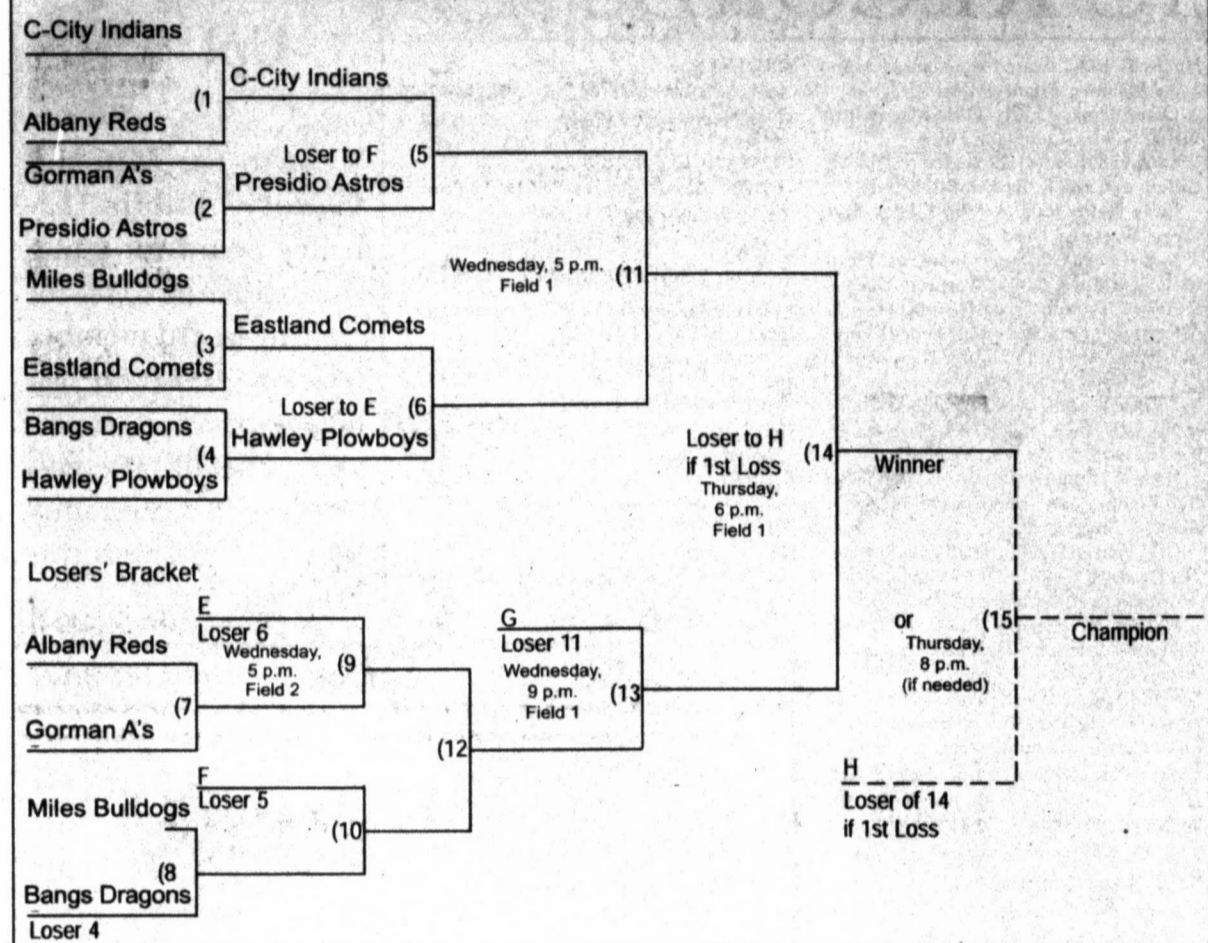 C-City Indians
C-City Indians
(1
Albany Reds
Loser to F (5
Gorman A's
Presidio Astros
(2
Presidio Astros
Wednesday, 5 p.m. (11
Field 1
Miles Bulldogs
Eastland Comets
(3
Eastland Comets
Loser to E (6
Bangs Dragons
Hawley Plowboys
(4
Hawley Plowboys
Loser to H
if 1st Loss
Thursday,
6 p.m.
Field 1
(14
Winner
Losers' Bracket
E
Loser 6
Wednesday,
5 p.m.
Field 2
(9
Albany Reds
(7
Gorman A's
G
Loser 11
Wednesday,
9 p.m.
Field 1
(13
(12
or (15
Thursday,
8 p.m.
(if needed)
Champion
F
Loser 5
(10
Miles Bulldogs
(8
Bangs Dragons
Loser 4
H
Loser of 14
if 1st Loss